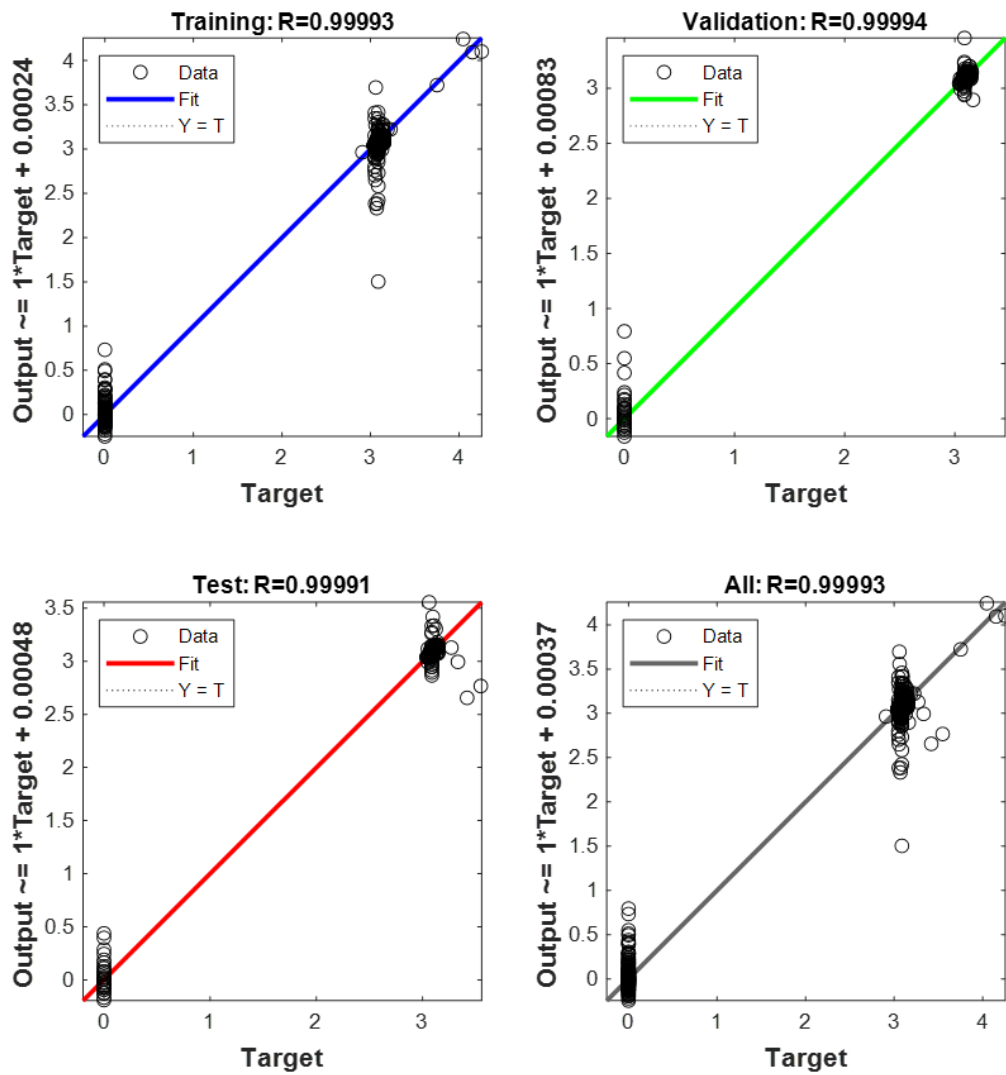 Training: R=0.99993
Output ~= 1*Target + 0.00024
4
3.5
3
2.5
2
1.5
1
0.5
0
Data
Fit
Y = T
0 1 2 3 4
Target
Validation: R=0.99994
Output ~= 1*Target + 0.00083
3
2.5
2
1.5
1
0.5
0
Data
Fit
Y = T
0 1 2 3
Target
Test: R=0.99991
Output ~= 1*Target + 0.00048
3.5
3
2.5
2
1.5
1
0.5
0
Data
Fit
Y = T
0 1 2 3
Target
All: R=0.99993
Output ~= 1*Target + 0.00037
4
3.5
3
2.5
2
1.5
1
0.5
0
Data
Fit
Y = T
0 1 2 3 4
Target